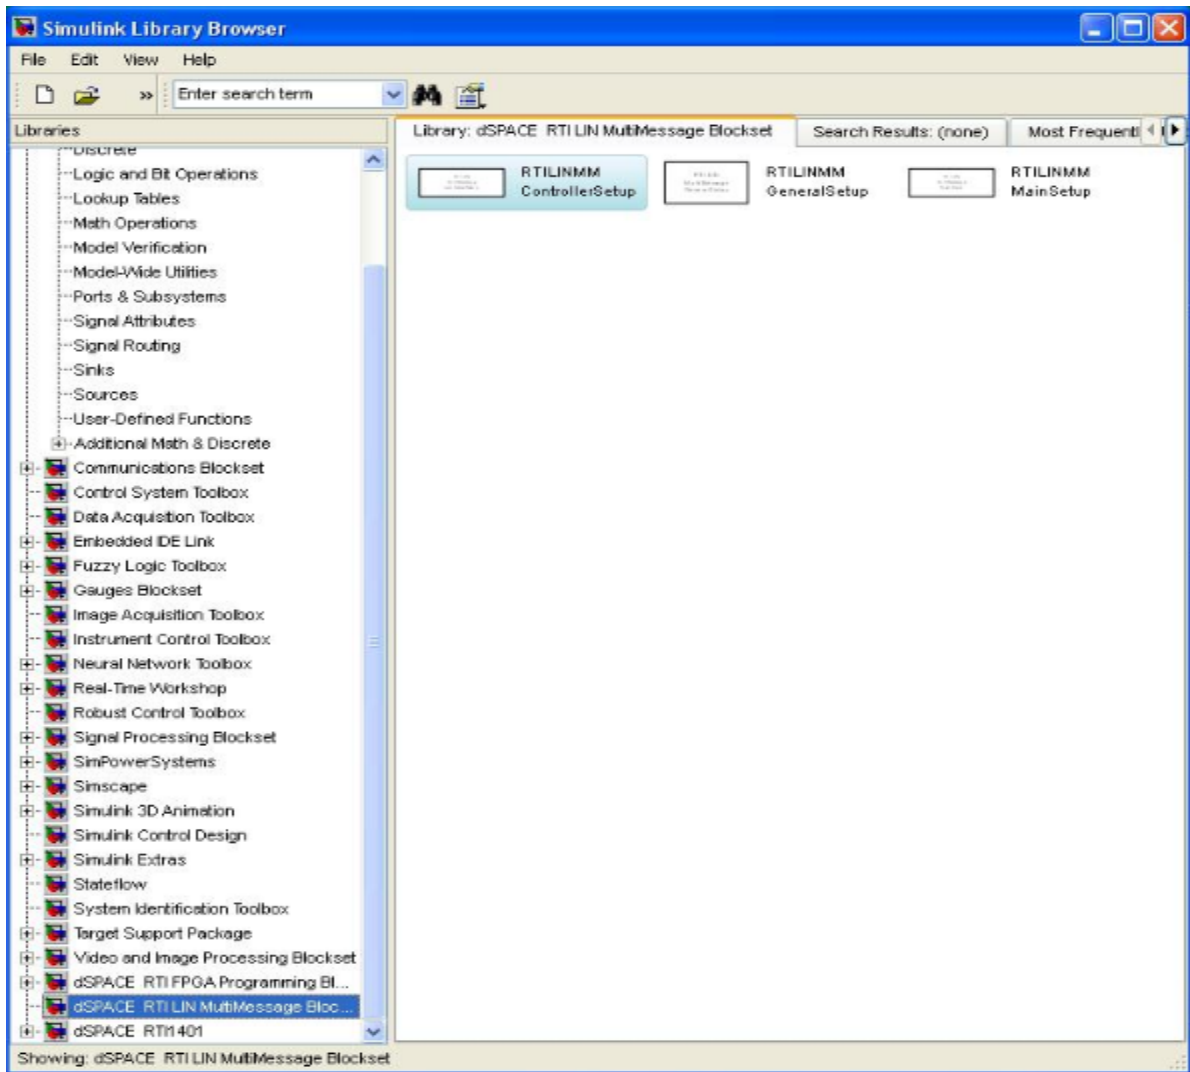 Simulink Library Browser
File Edit View Help
» Enter search term
Libraries
Library: dSPACE RTI LIN MultiMessage Blockset
Search Results: (none)
Most Frequentl
Discrete
Logic and Bit Operations
Lookup Tables
Math Operations
Model Verification
Model-Wide Utilities
Ports & Subsystems
Signal Attributes
Signal Routing
Sinks
Sources
User-Defined Functions
Additional Math & Discrete
Communications Blockset
Control System Toolbox
Data Acquisition Toolbox
Embedded IDE Link
Fuzzy Logic Toolbox
Gauges Blockset
Image Acquisition Toolbox
Instrument Control Toolbox
Neural Network Toolbox
Real-Time Workshop
Robust Control Toolbox
Signal Processing Blockset
SimPowerSystems
Simscape
Simulink 3D Animation
Simulink Control Design
Simulink Extras
Stateflow
System Identification Toolbox
Target Support Package
Video and Image Processing Blockset
dSPACE RTI FPGA Programming Bl...
dSPACE RTI LIN MultiMessage Bloc...
dSPACE RTI1401
RTILINMM
ControllerSetup
RTILINMM
GeneralSetup
RTILINMM
MainSetup
Showing: dSPACE RTI LIN MultiMessage Blockset